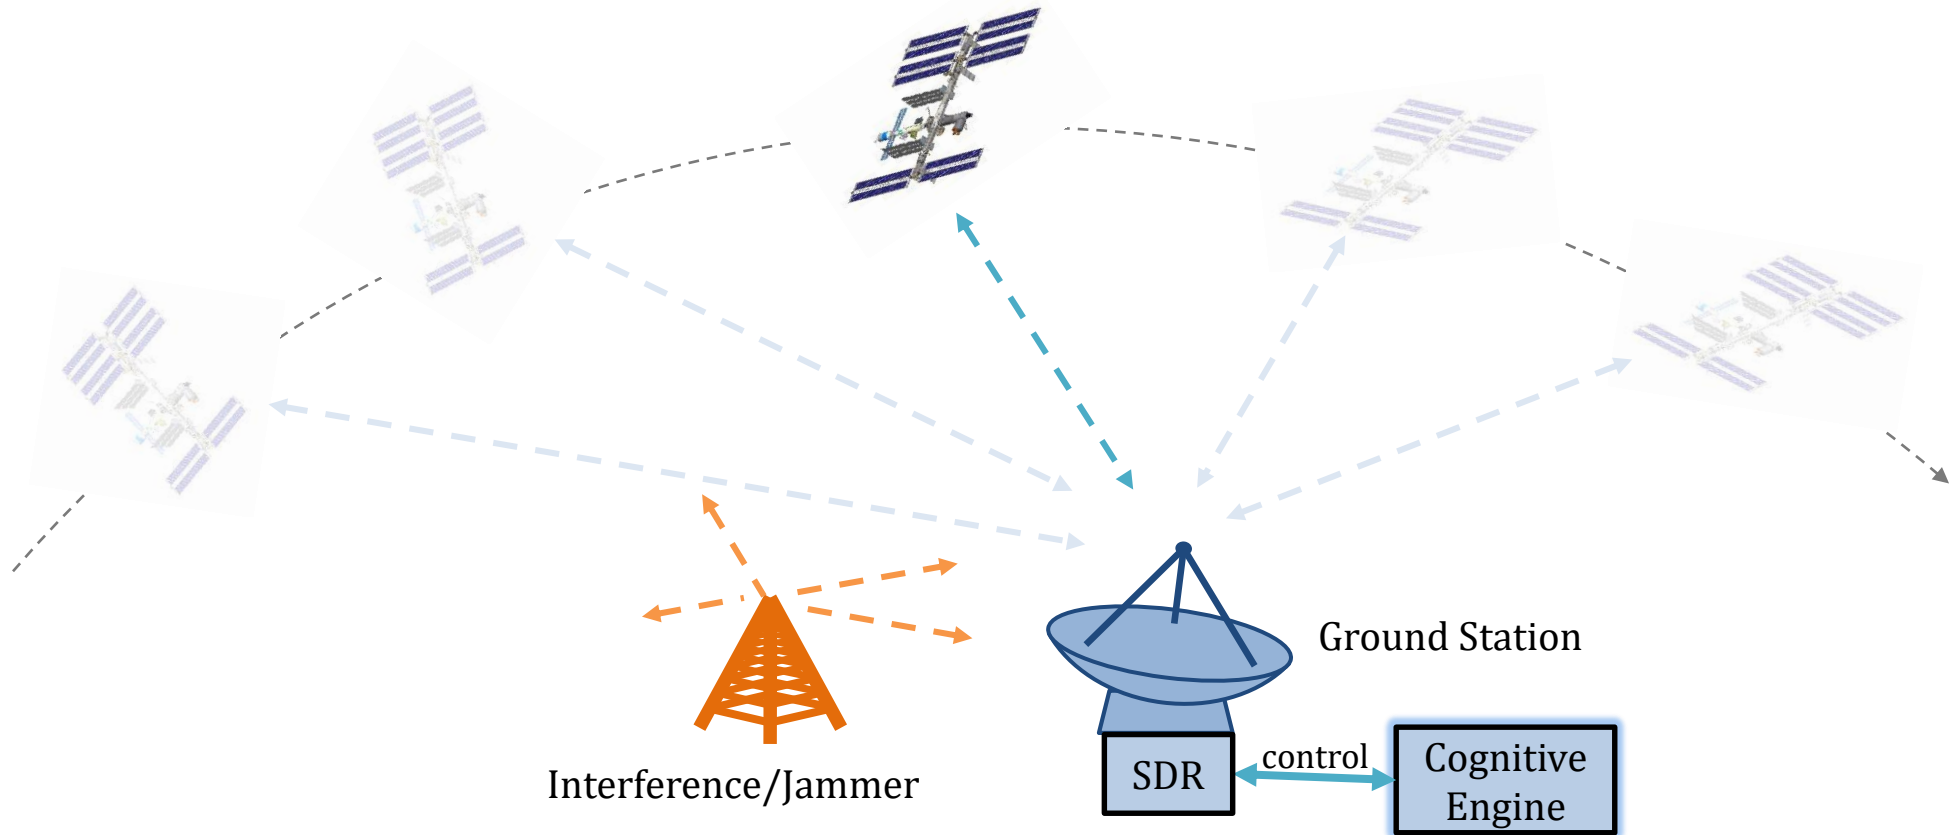 Ground Station
Interference/Jammer
SDR
control
Cognitive
Engine